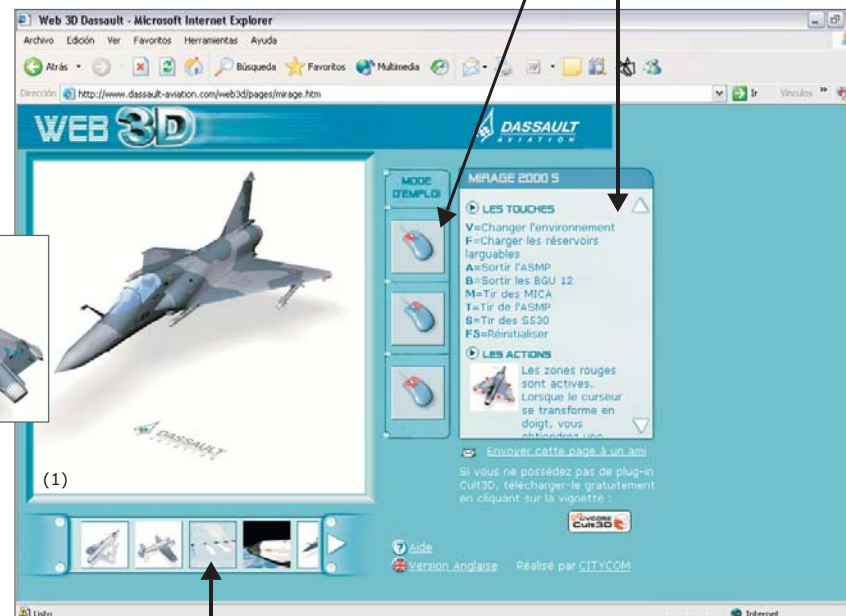 Web 3D Dassault - Microsoft Internet Explorer
Archivo Edición Ver Favoritos Herramientas Ayuda
Atrás Búsqueda Favoritos Multimedia
Dirección http://www.dassault-aviation.com/web3d/pages/mirage.htm Ir Vínculos
WEB 3D
DASSAULT
AVIATION
MODE
D'EMPLOI
MIRAGE 2000 5
LES TOUCHES
V=Changer l'environnement
F=Charger les réservoirs
larguables
A=Sortir l'ASMP
B=Sortir les BGU 12
M=Tir des MICA
T=Tir de l'ASMP
S=Tir des S530
F5=Réinitialiser
LES ACTIONS
Les zones rouges
sont actives.
Lorsque le curseur
se transforme en
doigt, vous
obtiendrez une
DASSAULT
AVIATION
(1)
Envoyer cette page à un ami
Si vous ne possédez pas de plug-in
Cult3D, télécharger-le gratuitement
en cliquant sur la vignette :
CYCORE
Cult3D
Aide
Version Anglaise Réalisé par CITYCOM
Listo Internet